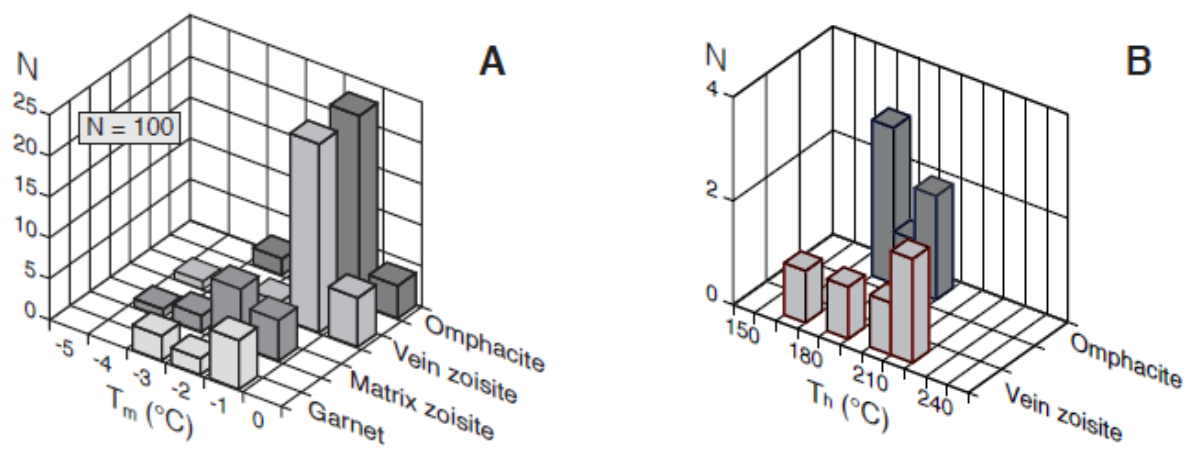 A
N
25
20
15
10
5
0
N = 100
-5
-4
-3
-2
-1
0
Tm (°C)
Garnet
Matrix zoisite
Vein zoisite
Omphacite
B
N
4
2
0
150
180
210
240
Th (°C)
Vein zoisite
Omphacite